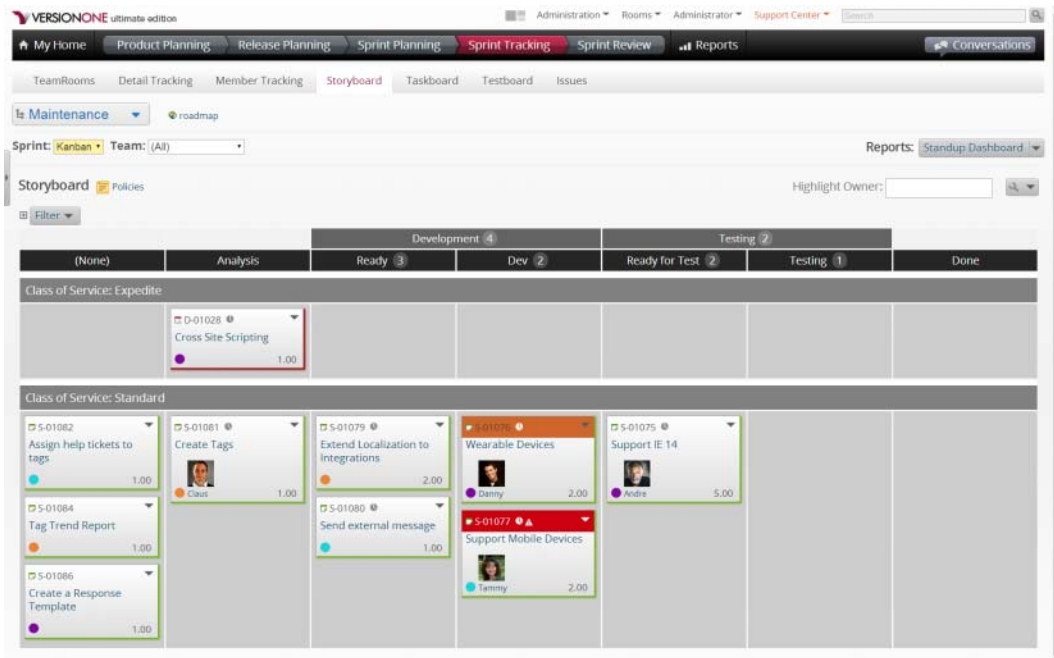 VERSIONONE ultimate edition
Administration Rooms Administrator Support Center Search
My Home Product Planning Release Planning Sprint Planning Sprint Tracking Sprint Review Reports Conversations
TeamRooms Detail Tracking Member Tracking Storyboard Taskboard Testboard Issues
Maintenance roadmap
Sprint: Kanban Team: (All) Reports: Standup Dashboard
Storyboard Policies Highlight Owner:
Filter
Development 4 Testing 2
(None) Analysis Ready 3 Dev 2 Ready for Test 2 Testing 1 Done
Class of Service: Expedite
D-01028
Cross Site Scripting
1.00
Class of Service: Standard
S-01082
Assign help tickets to
tags
1.00
S-01084
Tag Trend Report
1.00
S-01086
Create a Response
Template
1.00
S-01081
Create Tags
Claus 1.00
S-01079
Extend Localization to
Integrations
2.00
S-01080
Send external message
1.00
S-01076
Wearable Devices
Danny 2.00
S-01077
Support Mobile Devices
Tammy 2.00
S-01075
Support IE 14
Andre 5.00